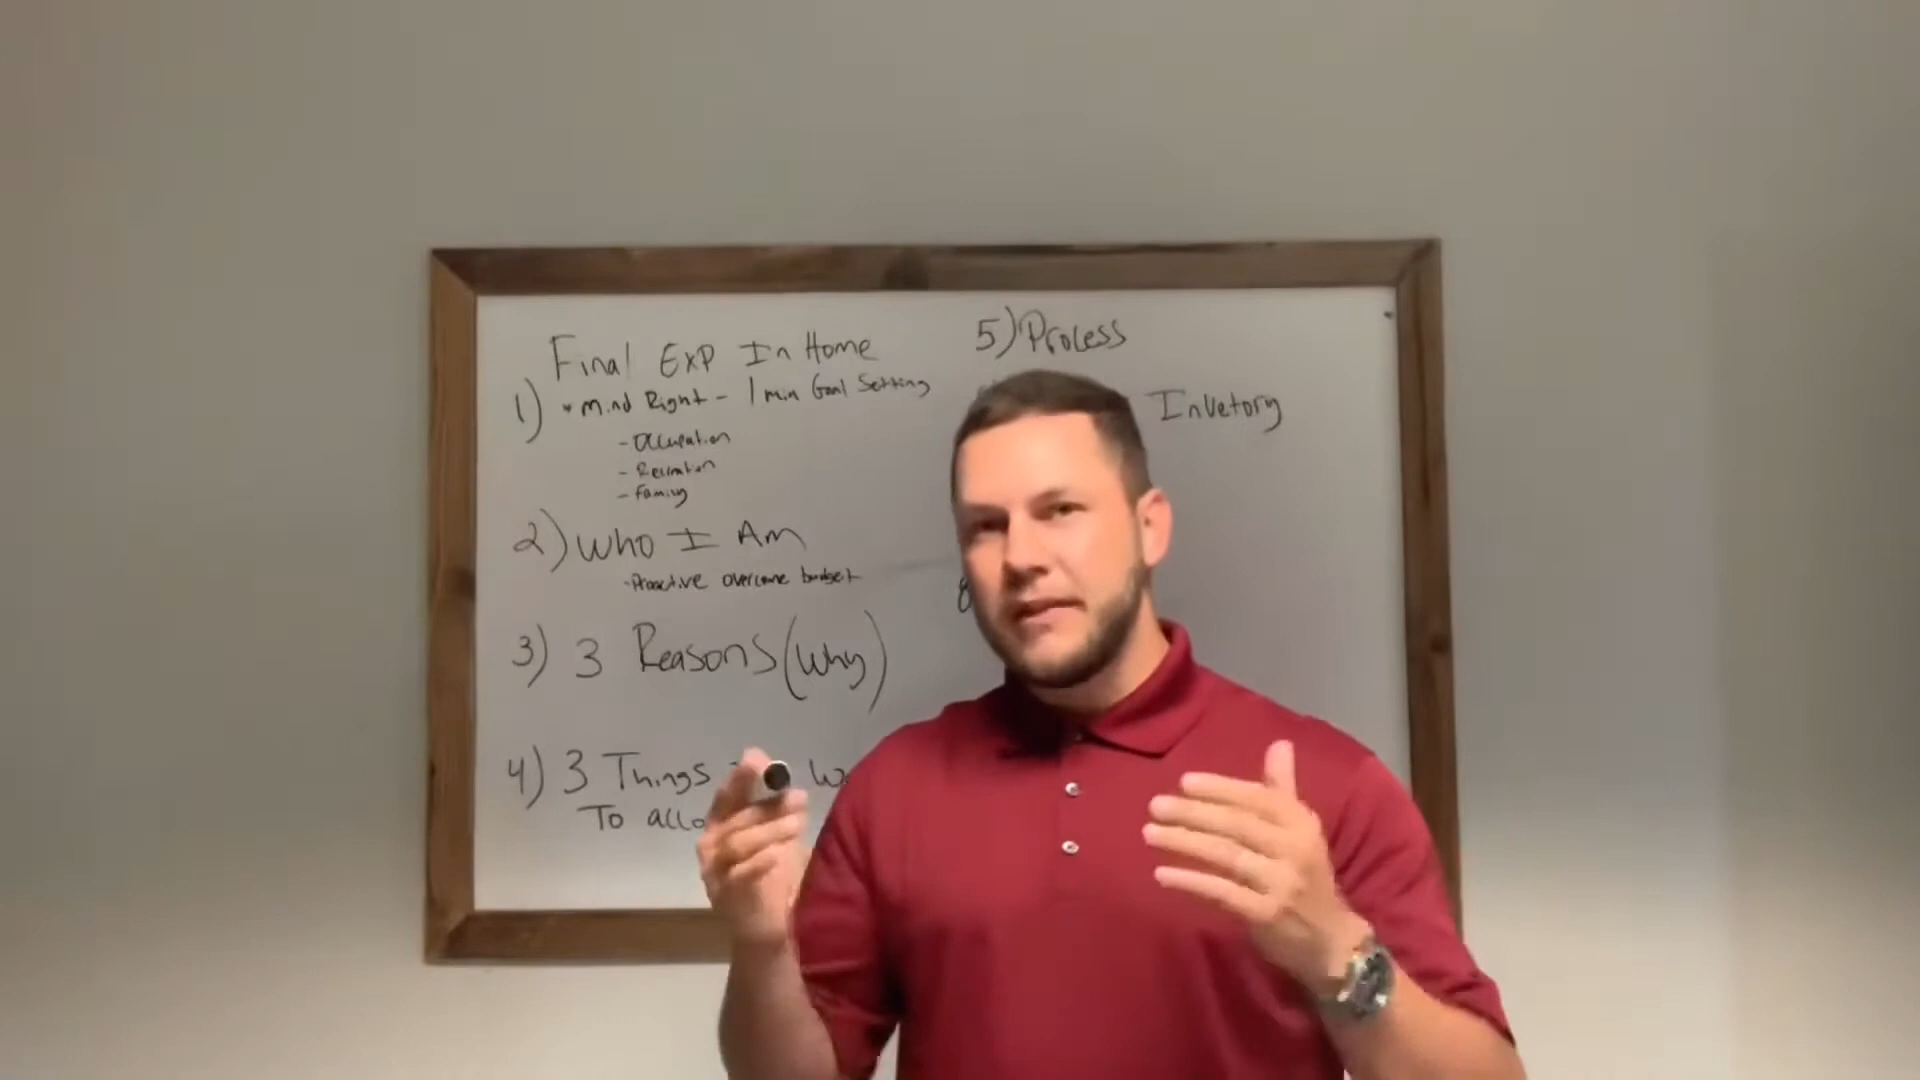 Final Exp In Home
1) Mind Right - 1 min Goal Setting
- Occupation
- Recreation
- Family
2) Who I Am
- Proactive overcome budget
3) 3 Reasons (Why)
4) 3 Things
To allo
5) Process
Invetory
8